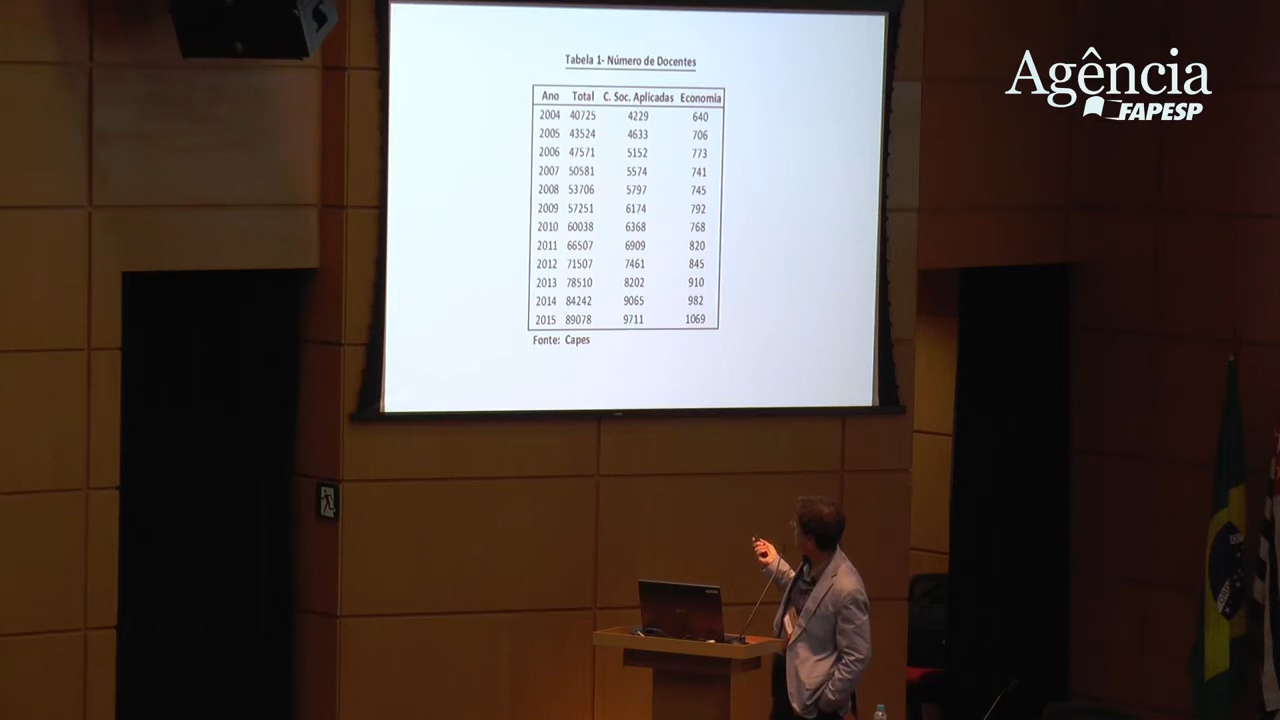 Agência
FAPESP
Tabela 1- Número de Docentes
Ano Total C. Soc. Aplicadas Economia
2004 40725 4229 640
2005 43524 4633 706
2006 47571 5152 773
2007 50581 5574 741
2008 53706 5797 745
2009 57251 6174 792
2010 60038 6368 768
2011 66507 6909 820
2012 71507 7461 845
2013 78510 8202 910
2014 84242 9065 982
2015 89078 9711 1069
Fonte: Capes